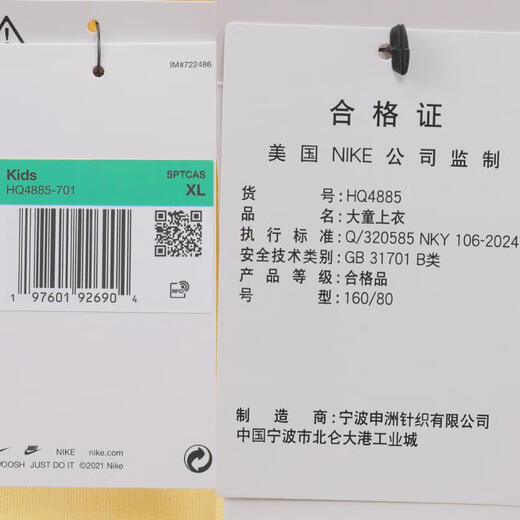 IM#722486
Kids SPTCAS
HQ4885-701 XL
1 97601 92690 4
RFID
NIKE nike.com
JUST DO IT ©2021 Nike
合格证
美国 NIKE 公司监制
货号:HQ4885
品名:大童上衣
执行标准:Q/320585 NKY 106-2024
安全技术类别:GB 31701 B类
产品等级:合格品
号型:160/80
制造商:宁波申洲针织有限公司
中国宁波市北仑大港工业城